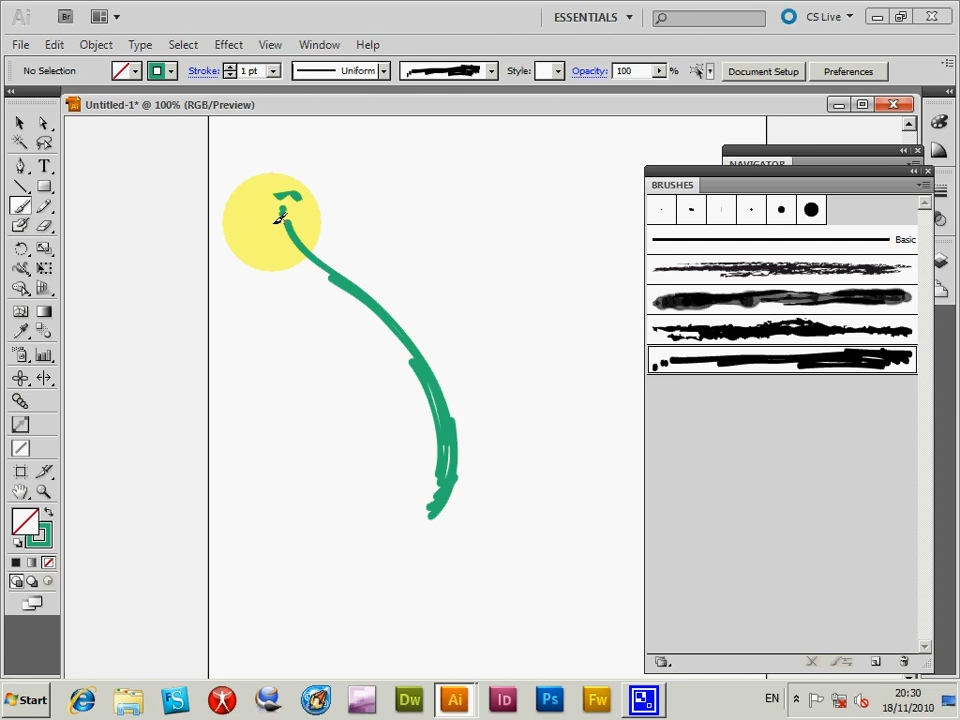 Ai Br ESSENTIALS CS Live
File Edit Object Type Select Effect View Window Help
No Selection Stroke: 1 pt Uniform Style: Opacity: 100 % Document Setup Preferences
Untitled-1* @ 100% (RGB/Preview)
NAVIGATOR
BRUSHES
Basic
Start FS Dw Ai Id Ps Fw EN 20:30
18/11/2010